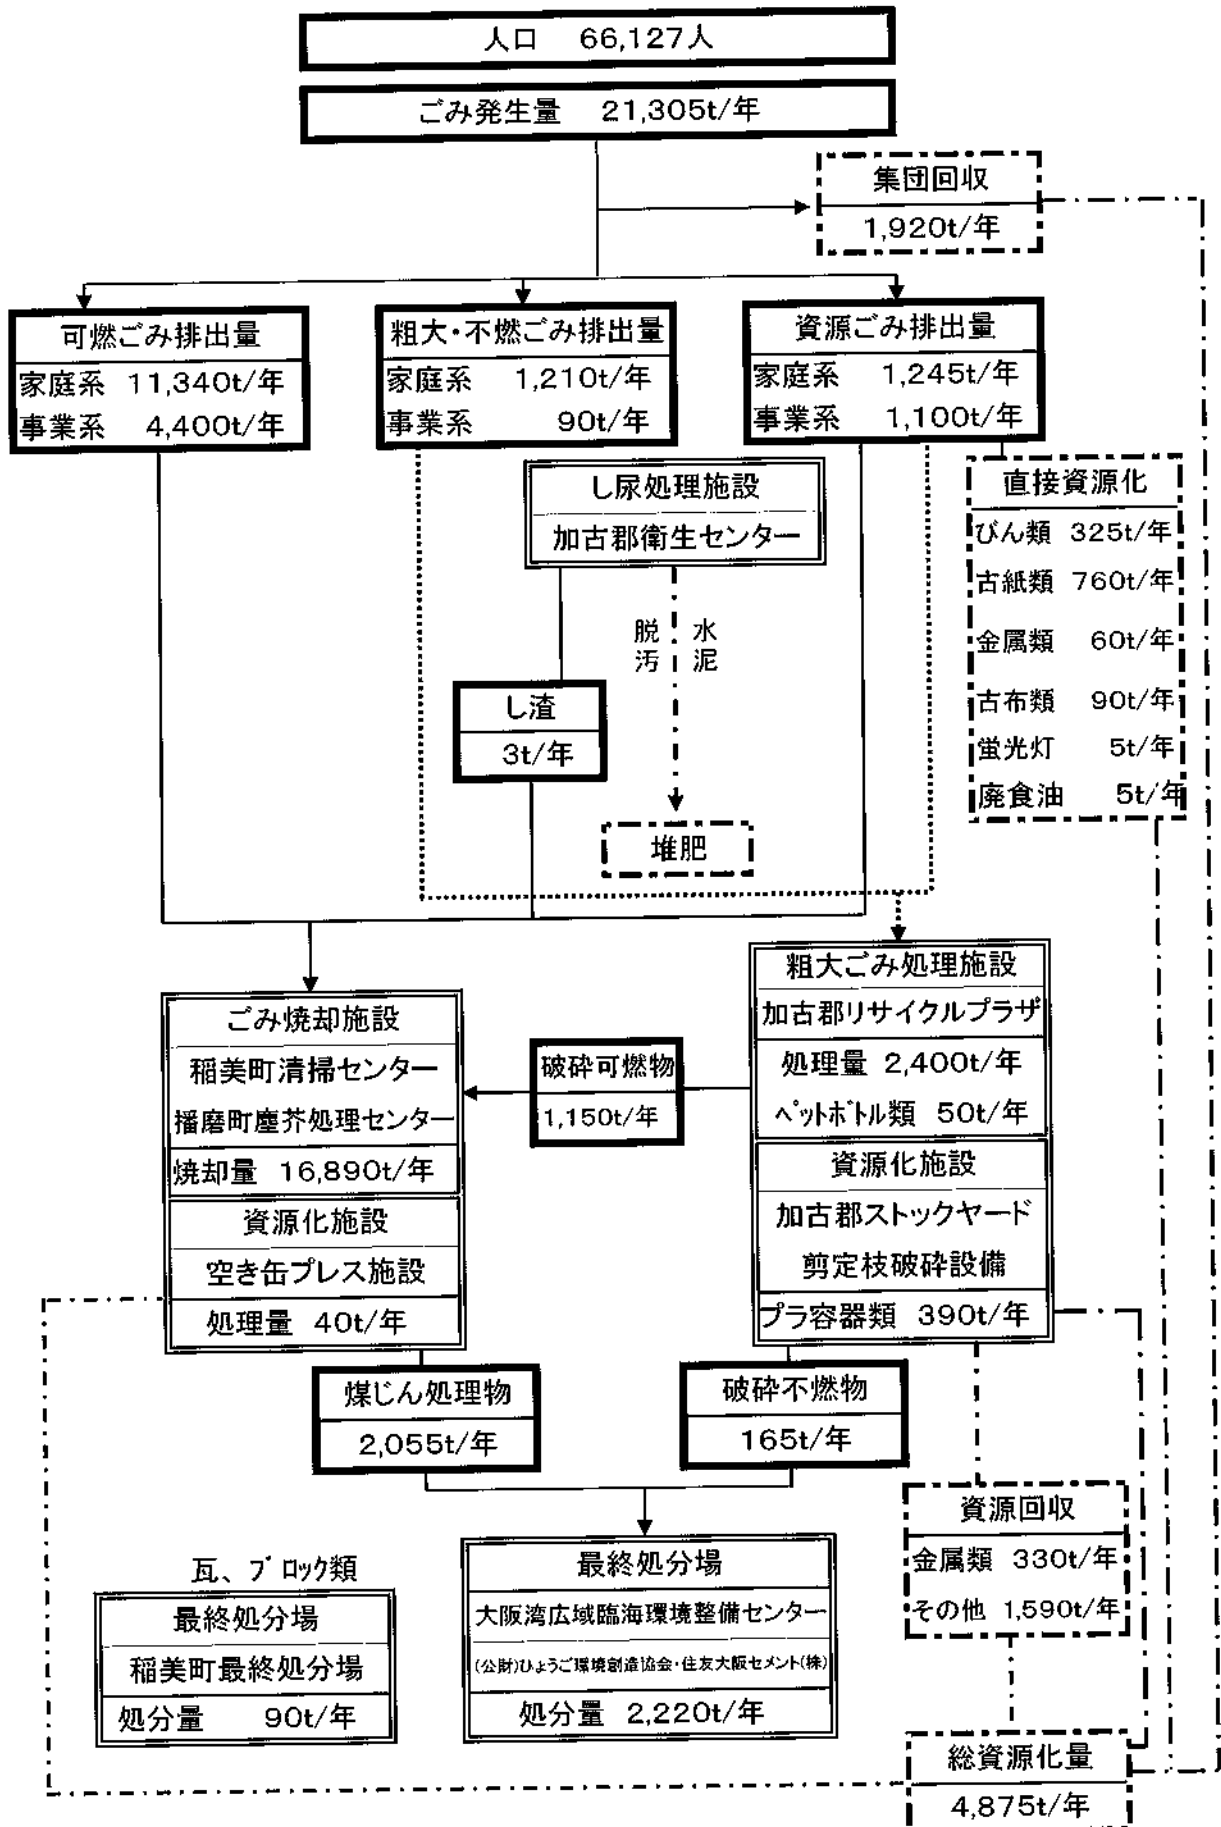 人口 66,127人
ごみ発生量 21,305t/年
集団回収
1,920t/年
可燃ごみ排出量
家庭系 11,340t/年
事業系 4,400t/年
粗大・不燃ごみ排出量
家庭系 1,210t/年
事業系 90t/年
資源ごみ排出量
家庭系 1,245t/年
事業系 1,100t/年
し尿処理施設
加古郡衛生センター
直接資源化
びん類 325t/年
古紙類 760t/年
金属類 60t/年
古布類 90t/年
蛍光灯 5t/年
廃食油 5t/年
脱水
汚泥
し渣
3t/年
堆肥
粗大ごみ処理施設
加古郡リサイクルプラザ
処理量 2,400t/年
ペットボトル類 50t/年
資源化施設
加古郡ストックヤード
剪定枝破砕設備
プラ容器類 390t/年
破砕可燃物
1,150t/年
ごみ焼却施設
稲美町清掃センター
播磨町塵芥処理センター
焼却量 16,890t/年
資源化施設
空き缶プレス施設
処理量 40t/年
煤じん処理物
2,055t/年
破砕不燃物
165t/年
資源回収
金属類 330t/年
その他 1,590t/年
瓦、ブロック類
最終処分場
稲美町最終処分場
処分量 90t/年
最終処分場
大阪湾広域臨海環境整備センター
(公財)ひょうご環境創造協会・住友大阪セメント(株)
処分量 2,220t/年
総資源化量
4,875t/年